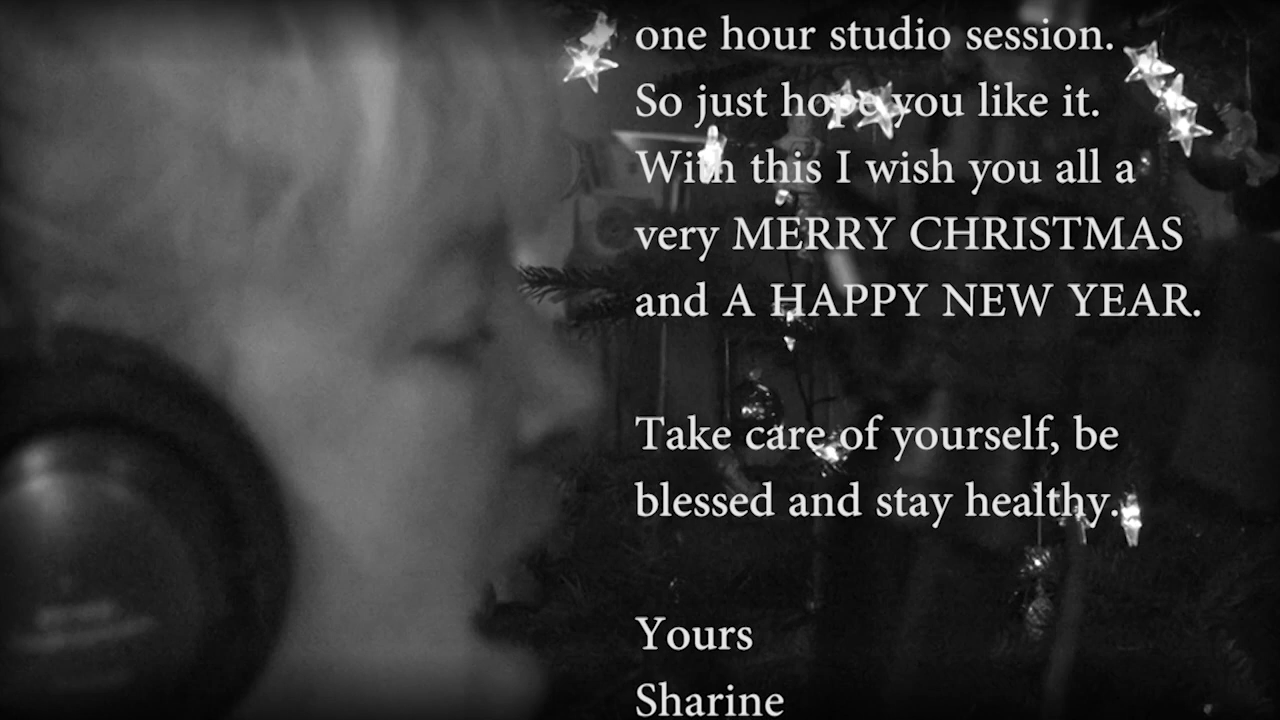 one hour studio session.
So just hope you like it.
With this I wish you all a
very MERRY CHRISTMAS
and A HAPPY NEW YEAR.
Take care of yourself, be
blessed and stay healthy.
Yours
Sharine